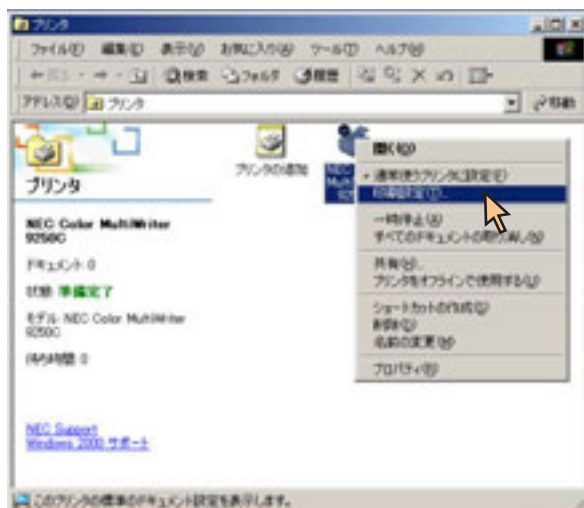 プリンタ
ファイル(F) 編集(E) 表示(V) お気に入り(A) ツール(T) ヘルプ(H)
検索 フォルダ 履歴
アドレス(D) プリンタ 移動
プリンタの追加
プリンタ
NEC Color MultiWriter
9250C
ドキュメント: 0
状態: 準備完了
モデル: NEC Color MultiWriter
9250C
待ち時間: 0
NEC Support
Windows 2000 サポート
開く(O)
通常使うプリンタに設定(E)
印刷設定(T)...
一時停止(A)
すべてのドキュメントの取り消し(N)
共有(H)...
プリンタをオフラインで使用する(U)
ショートカットの作成(S)
削除(D)
名前の変更(M)
プロパティ(R)
このプリンタの標準のドキュメント設定を表示します。